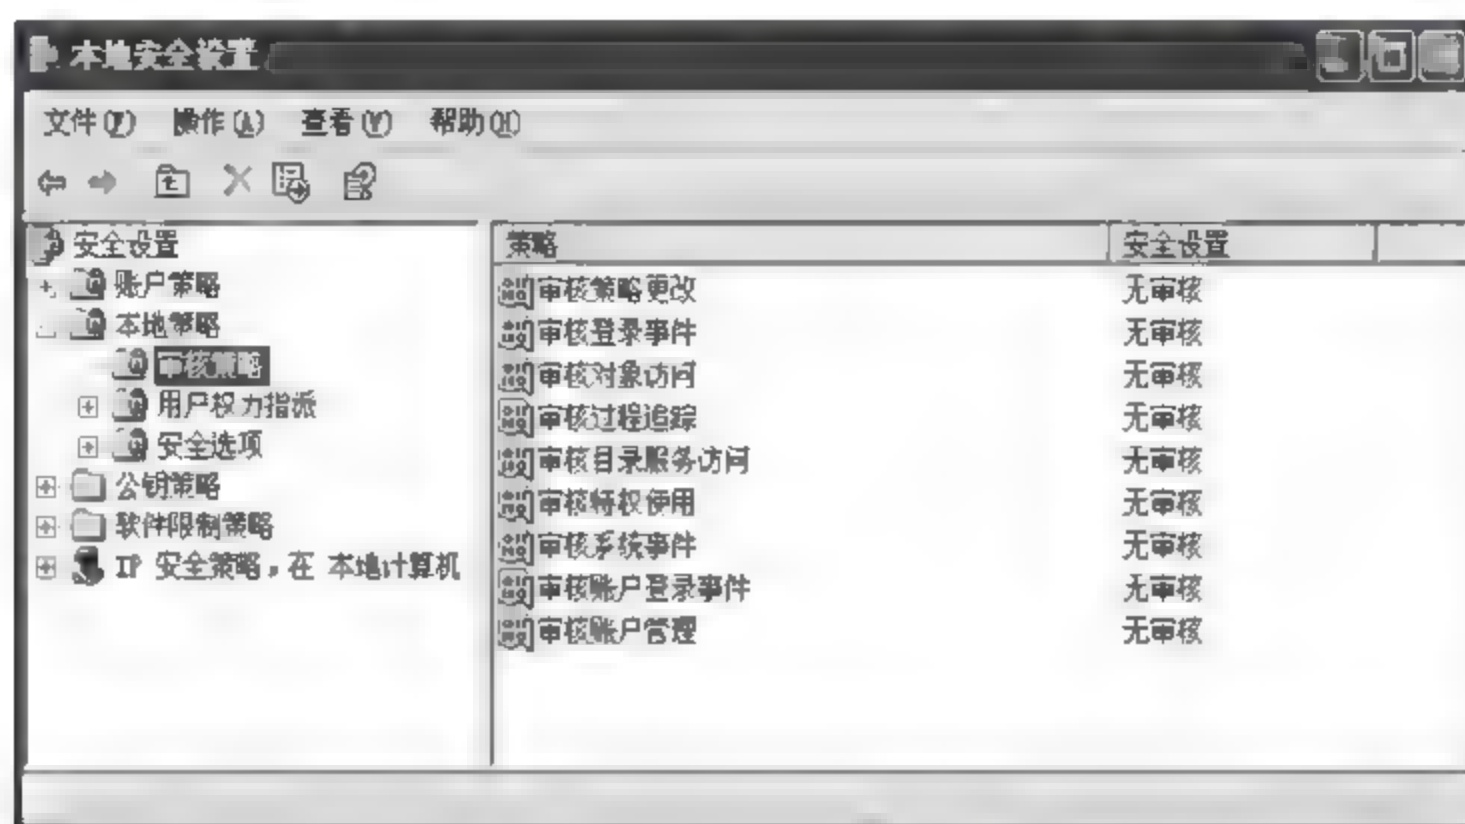 本地安全设置
文件(F) 操作(A) 查看(V) 帮助(H)
安全设置
账户策略
本地策略
审核策略
用户权力指派
安全选项
公钥策略
软件限制策略
IP 安全策略，在 本地计算机
策略 安全设置
审核策略更改 无审核
审核登录事件 无审核
审核对象访问 无审核
审核过程追踪 无审核
审核目录服务访问 无审核
审核特权使用 无审核
审核系统事件 无审核
审核账户登录事件 无审核
审核账户管理 无审核